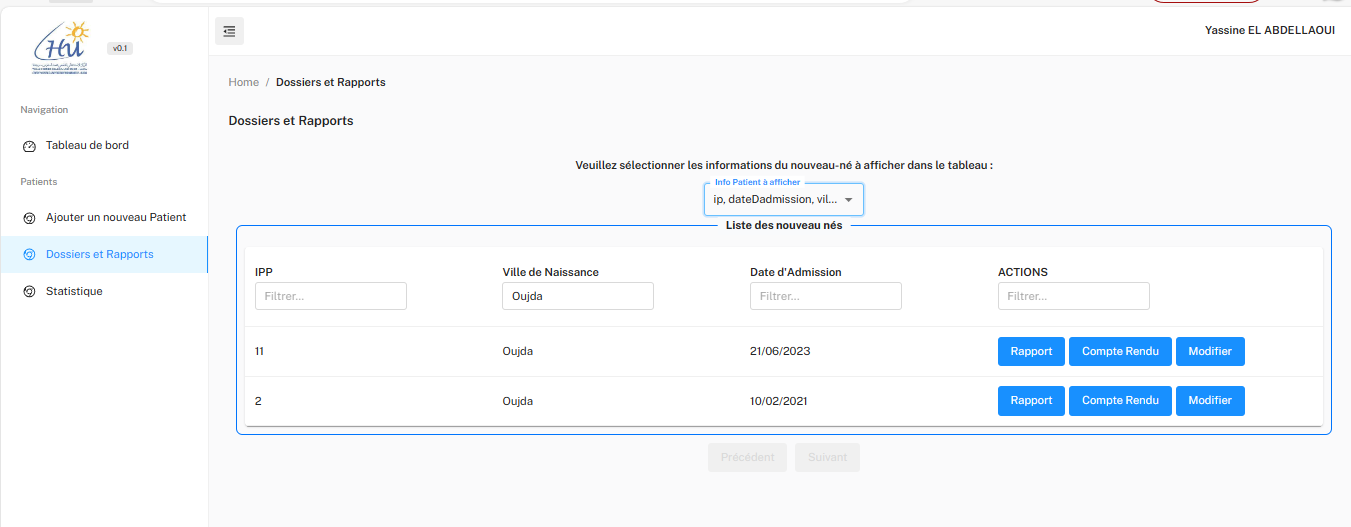 Hu
v0.1
Yassine EL ABDELLAOUI
Navigation
Tableau de bord
Patients
Ajouter un nouveau Patient
Dossiers et Rapports
Statistique
Home / Dossiers et Rapports
Dossiers et Rapports
Veuillez sélectionner les informations du nouveau-né à afficher dans le tableau :
Info Patient à afficher
ip, dateDadmission, vil...
Liste des nouveau nés
IPP Ville de Naissance Date d'Admission ACTIONS
Filtrer... Oujda Filtrer... Filtrer...
11 Oujda 21/06/2023 Rapport Compte Rendu Modifier
2 Oujda 10/02/2021 Rapport Compte Rendu Modifier
Précédent Suivant